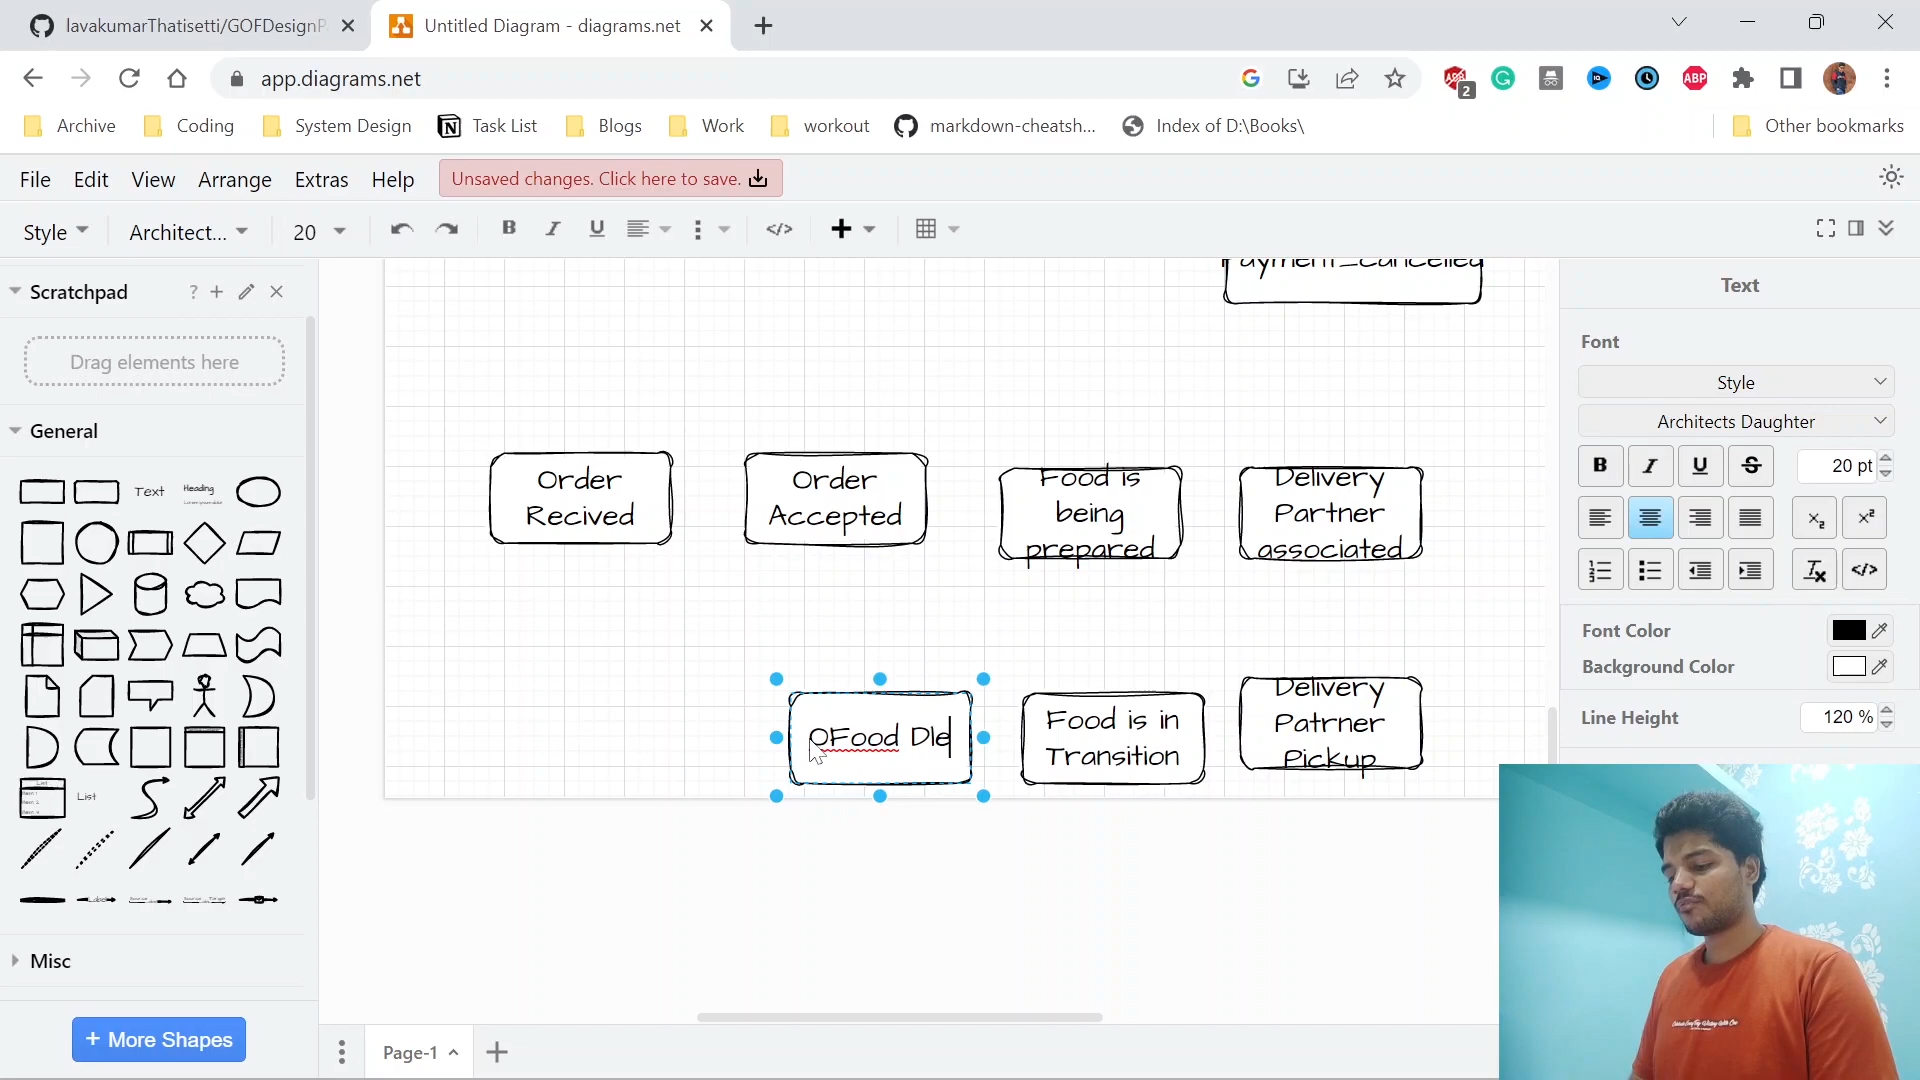 lavakumarThatisetti/GOFDesignP
Untitled Diagram - diagrams.net
app.diagrams.net
2
ABP
Archive
Coding
System Design
Task List
Blogs
Work
workout
markdown-cheatsh...
Index of D:\Books\
Other bookmarks
File
Edit
View
Arrange
Extras
Help
Unsaved changes. Click here to save.
Style
Architect...
20
B
I
U
Scratchpad
?
Drag elements here
General
Text
Heading
List
List
Misc
+ More Shapes
Payment_Cancelled
Order
Recived
Order
Accepted
Food is
being
prepared
Delivery
Partner
associated
OFood Dle
Food is in
Transition
Delivery
Patrner
Pickup
Page-1
Text
Font
Style
Architects Daughter
B
I
U
S
20 pt
Font Color
Background Color
Line Height
120 %